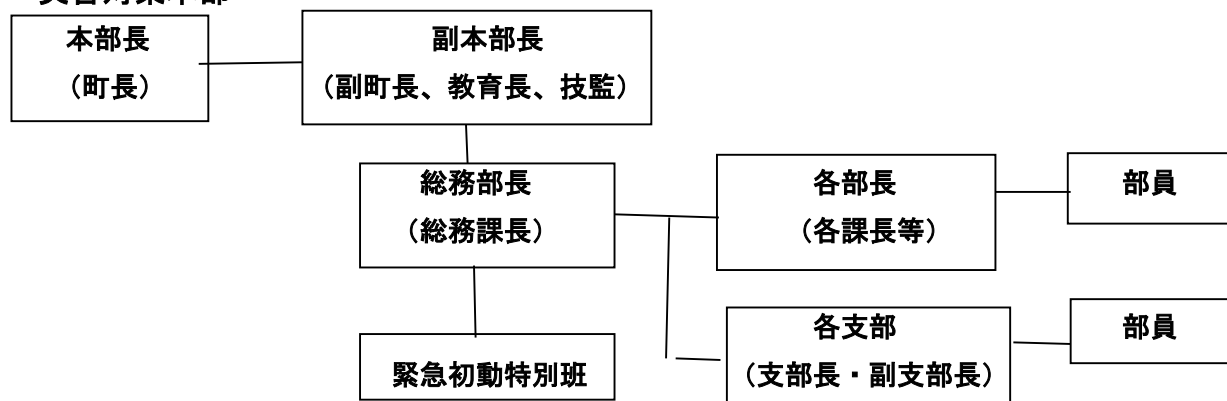 本部長
（町長）
副本部長
（副町長、教育長、技監）
総務部長
（総務課長）
各部長
（各課長等）
部員
緊急初動特別班
各支部
（支部長・副支部長）
部員